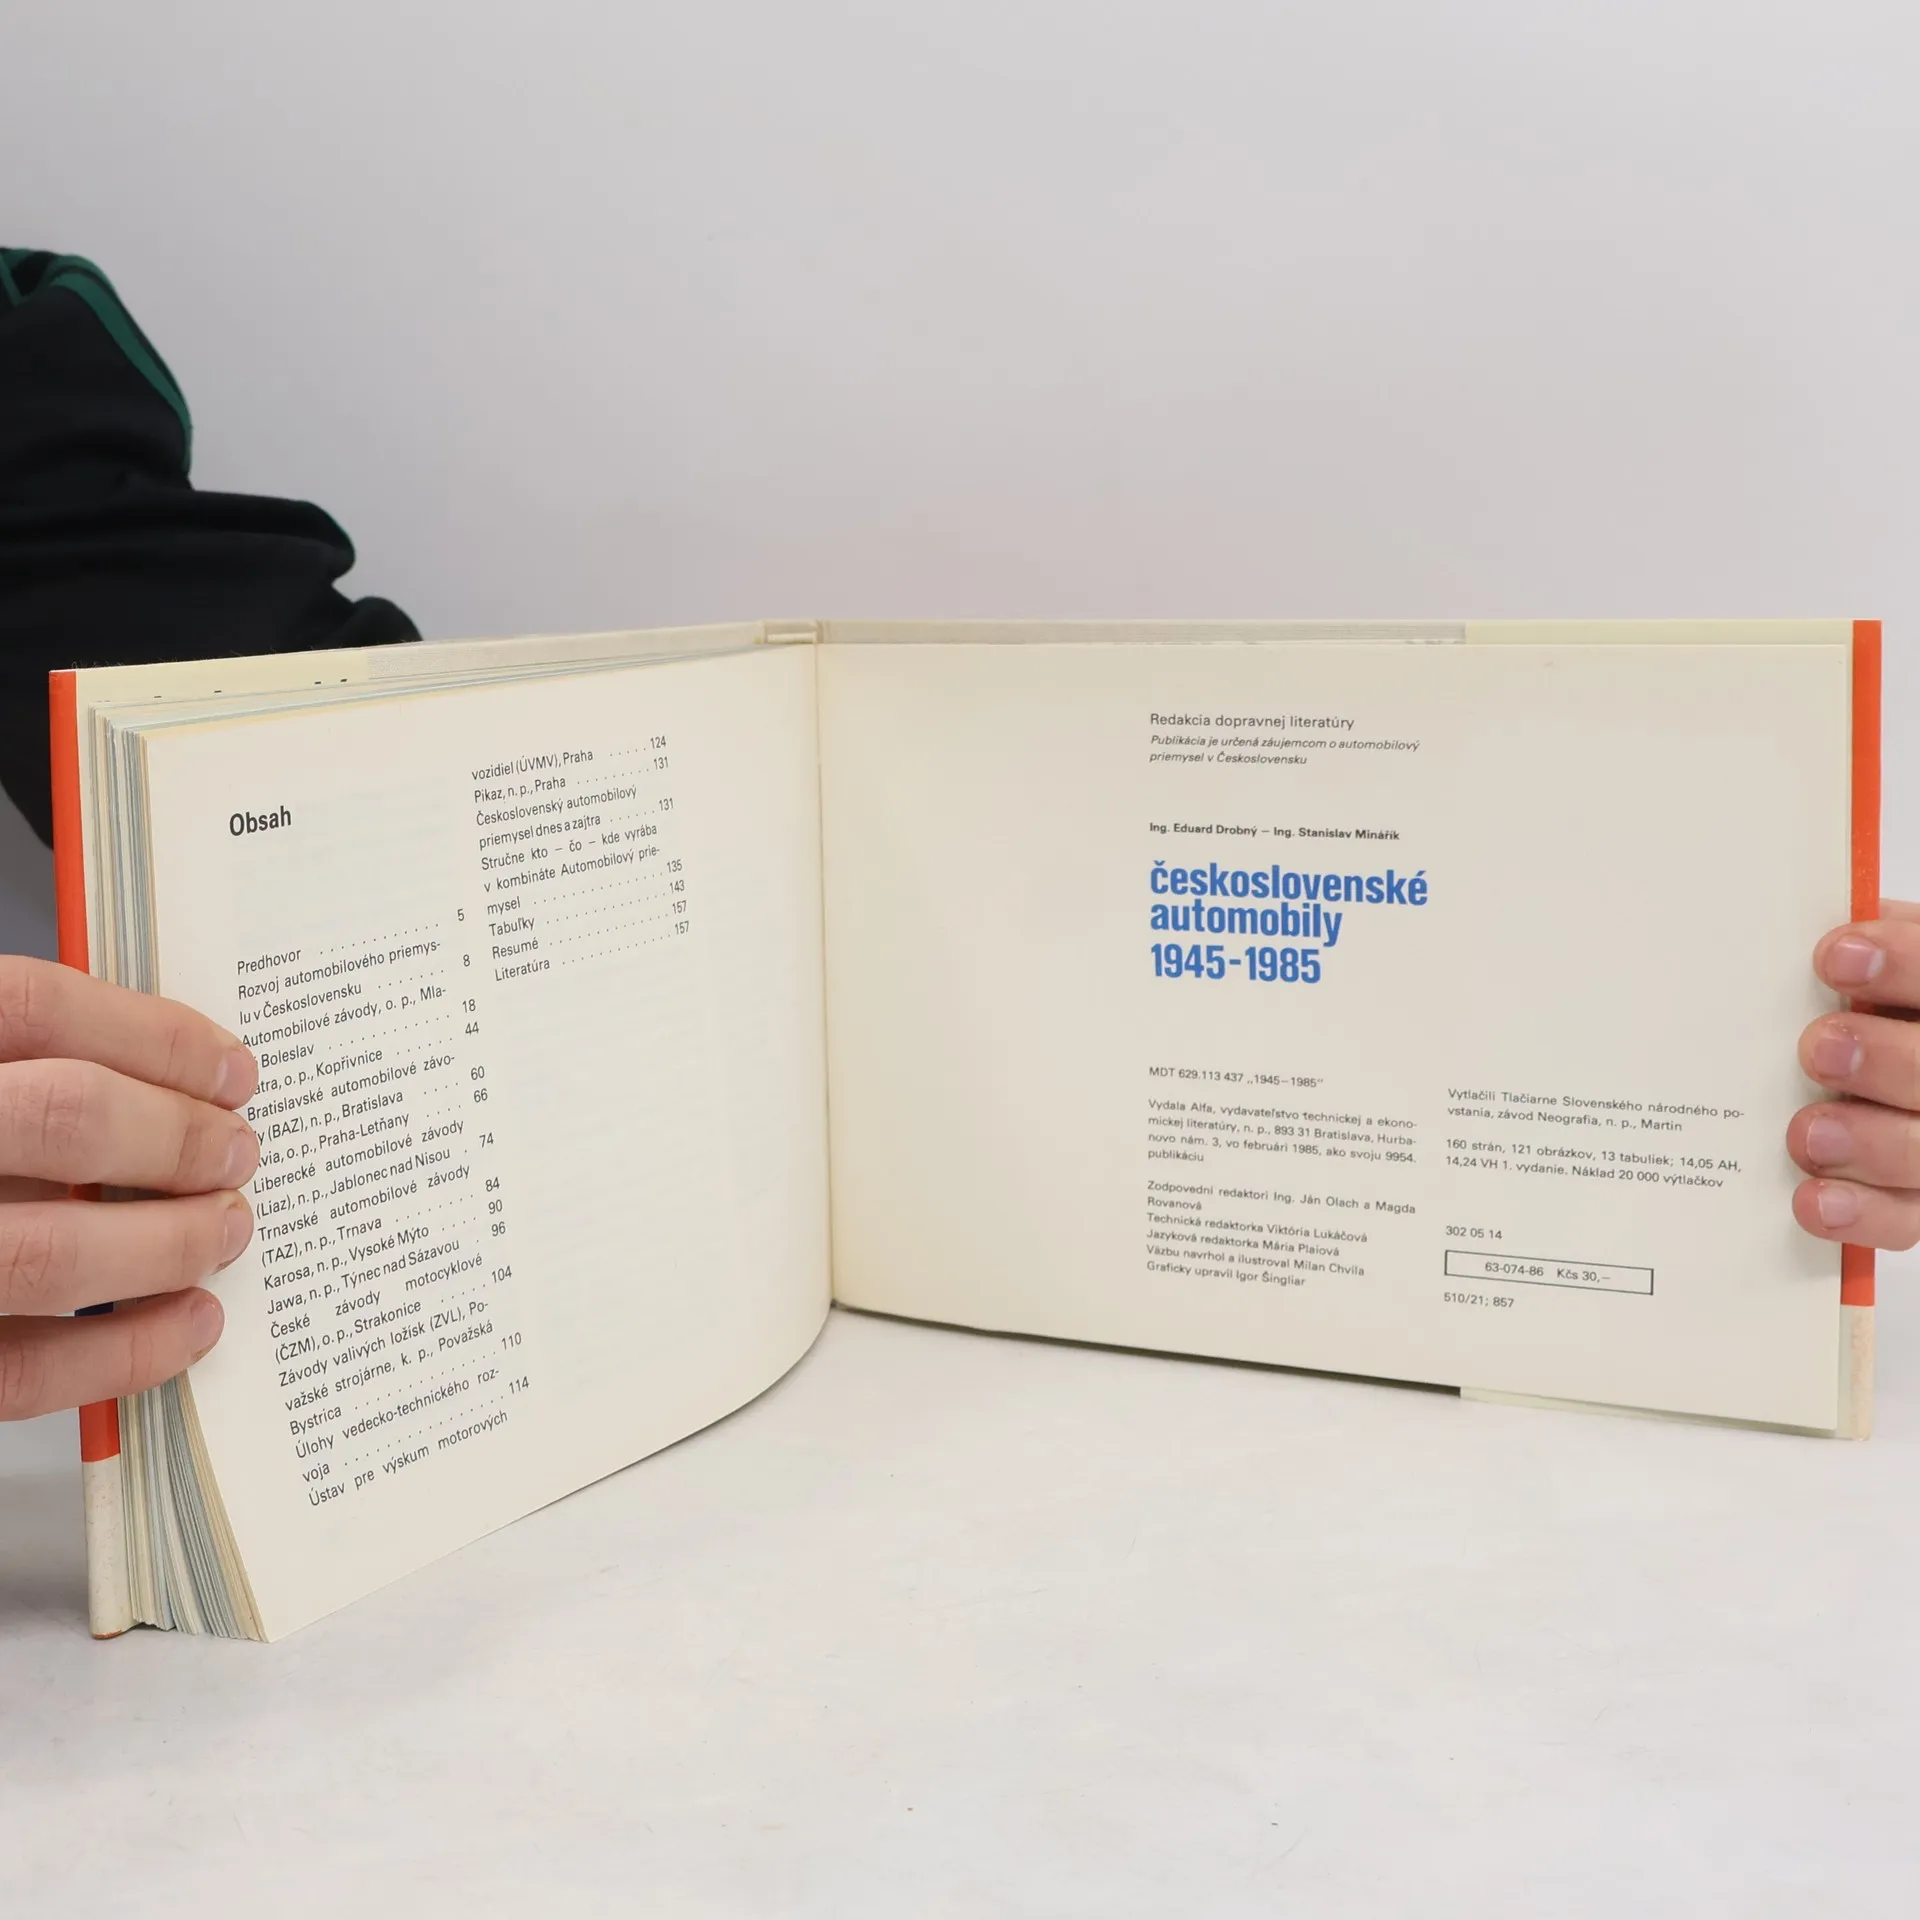 Obsah
Predhovor . . . . . . . . . . . . 5
Rozvoj automobilového priemys-
lu v Československu . . . . . . . 8
Automobilové závody, o. p., Mla-
Boleslav . . . . . . . . . . . . 18
o. p., Kopřivnice . . . . . . 44
Bratislavské automobilové závo-
(BAZ), n. p., Bratislava . . . . 60
o. p., Praha-Letňany . . . . 66
Liberecké automobilové závody
(Liaz), n. p., Jablonec nad Nisou . 74
Trnavské automobilové závody
(TAZ), n. p., Trnava . . . . . . . 84
Karosa, n. p., Vysoké Mýto . . . . 90
Jawa, n. p., Týnec nad Sázavou . 96
České závody motocyklové
(ČZM), o. p., Strakonice . . . . . 104
Závody valivých ložísk (ZVL), Po-
važské strojárne, k. p., Považská
Bystrica . . . . . . . . . . . . 110
Úlohy vedecko-technického roz-
voja . . . . . . . . . . . . . . 114
Ústav pre výskum motorových
vozidiel (ÚVMV), Praha . . . . . 124
Pikaz, n. p., Praha . . . . . . . . . 131
Československý automobilový
priemysel dnes a zajtra . . . . . . 131
Stručne kto – čo – kde vyrába
v kombináte Automobilový prie-
mysel . . . . . . . . . . . . . 135
Tabuľky . . . . . . . . . . . . . 143
Resumé . . . . . . . . . . . . . 157
Literatúra . . . . . . . . . . . . 157
Redakcia dopravnej literatúry
Publikácia je určená záujemcom o automobilový
priemysel v Československu
Ing. Eduard Drobný – Ing. Stanislav Minářik
československé
automobily
1945-1985
MDT 629.113 437 „1945–1985“
Vydala Alfa, vydavateľstvo technickej a ekono-
mickej literatúry, n. p., 893 31 Bratislava, Hurba-
novo nám. 3, vo februári 1985, ako svoju 9954.
publikáciu
Zodpovední redaktori Ing. Ján Olach a Magda
Rovanová
Technická redaktorka Viktória Lukáčová
Jazyková redaktorka Mária Plaiová
Väzbu navrhol a ilustroval Milan Chvíla
Graficky upravil Igor Šingliar
Vytlačili Tlačiarne Slovenského národného po-
vstania, závod Neografia, n. p., Martin
160 strán, 121 obrázkov, 13 tabuliek; 14,05 AH,
14,24 VH 1. vydanie. Náklad 20 000 výtlačkov
302 05 14
63-074-86 Kčs 30,–
510/21; 857